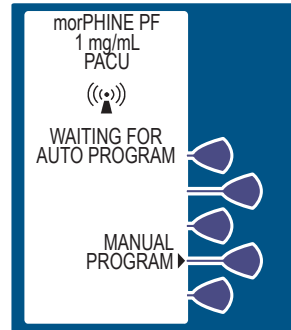 morPHINE PF
1 mg/mL
PACU
WAITING FOR
AUTO PROGRAM
MANUAL
PROGRAM